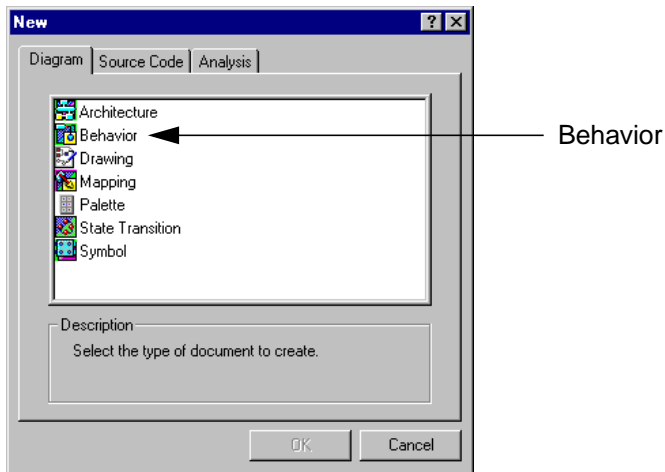 New
Diagram Source Code Analysis
Architecture
Behavior
Behavior
Drawing
Mapping
Palette
State Transition
Symbol
Description
Select the type of document to create.
OK Cancel